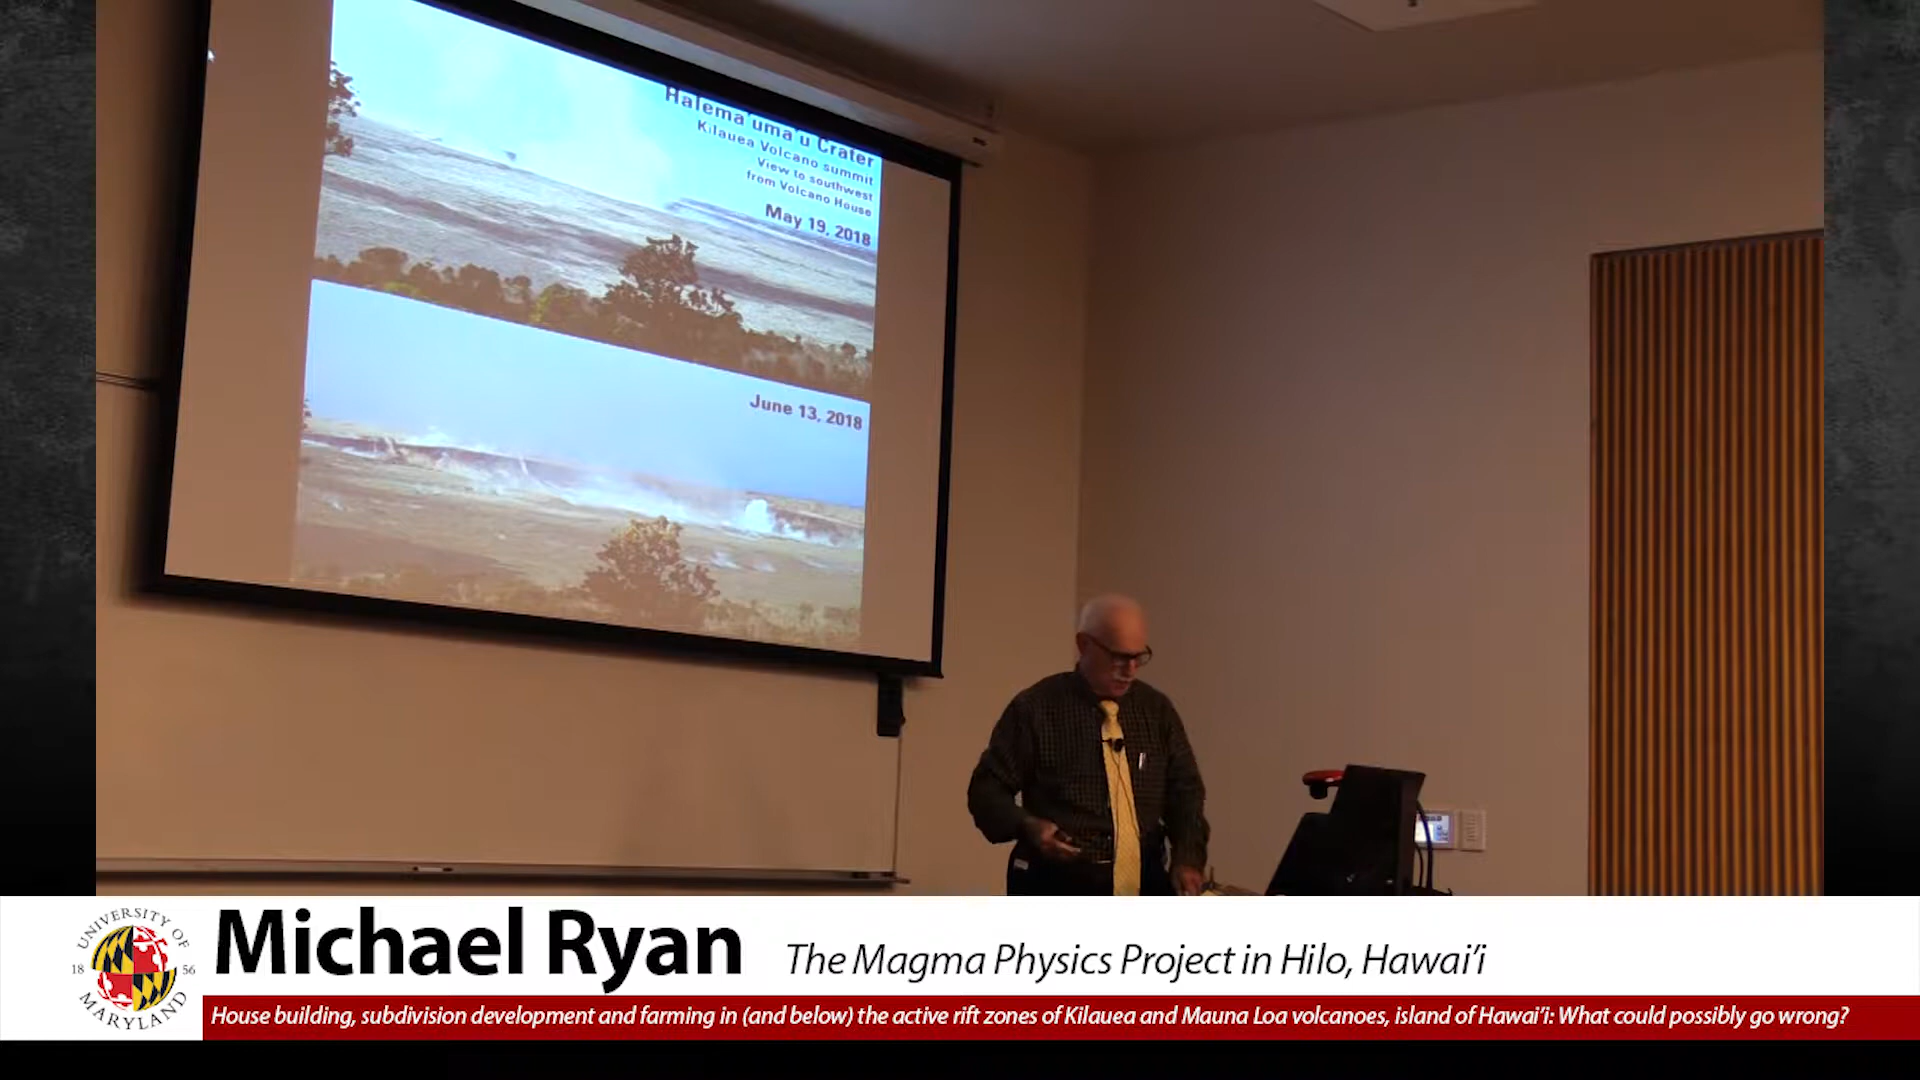 Halema'uma'u Crater
Kilauea Volcano summit
View to southwest
from Volcano House
May 19, 2018
June 13, 2018
UNIVERSITY OF
18 56
MARYLAND
Michael Ryan
The Magma Physics Project in Hilo, Hawai'i
House building, subdivision development and farming in (and below) the active rift zones of Kilauea and Mauna Loa volcanoes, island of Hawai'i: What could possibly go wrong?